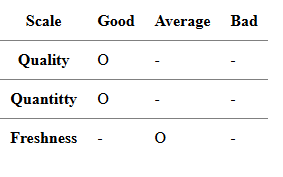 Scale Good Average Bad
Quality O - -
Quantitty O - -
Freshness - O -